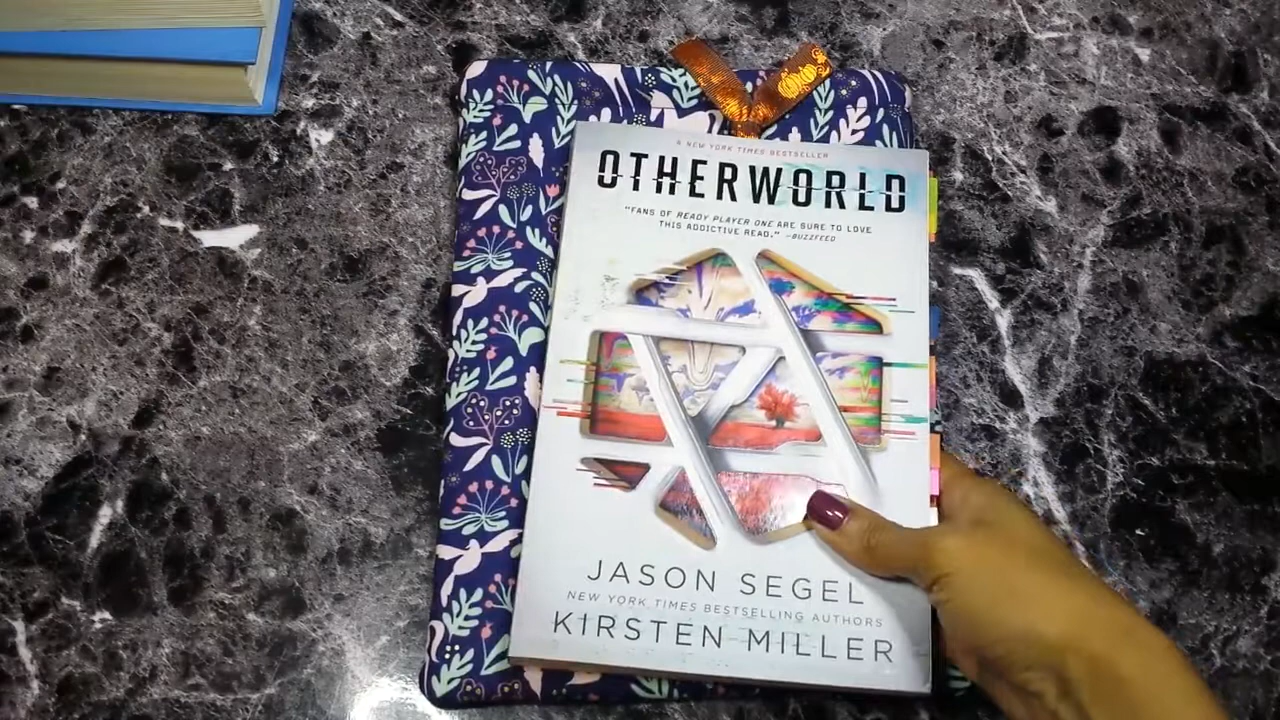 A NEW YORK TIMES BESTSELLER
OTHERWORLD
"FANS OF READY PLAYER ONE ARE SURE TO LOVE
THIS ADDICTIVE READ." –BUZZFEED
JASON SEGEL
NEW YORK TIMES BESTSELLING AUTHORS
KIRSTEN MILLER